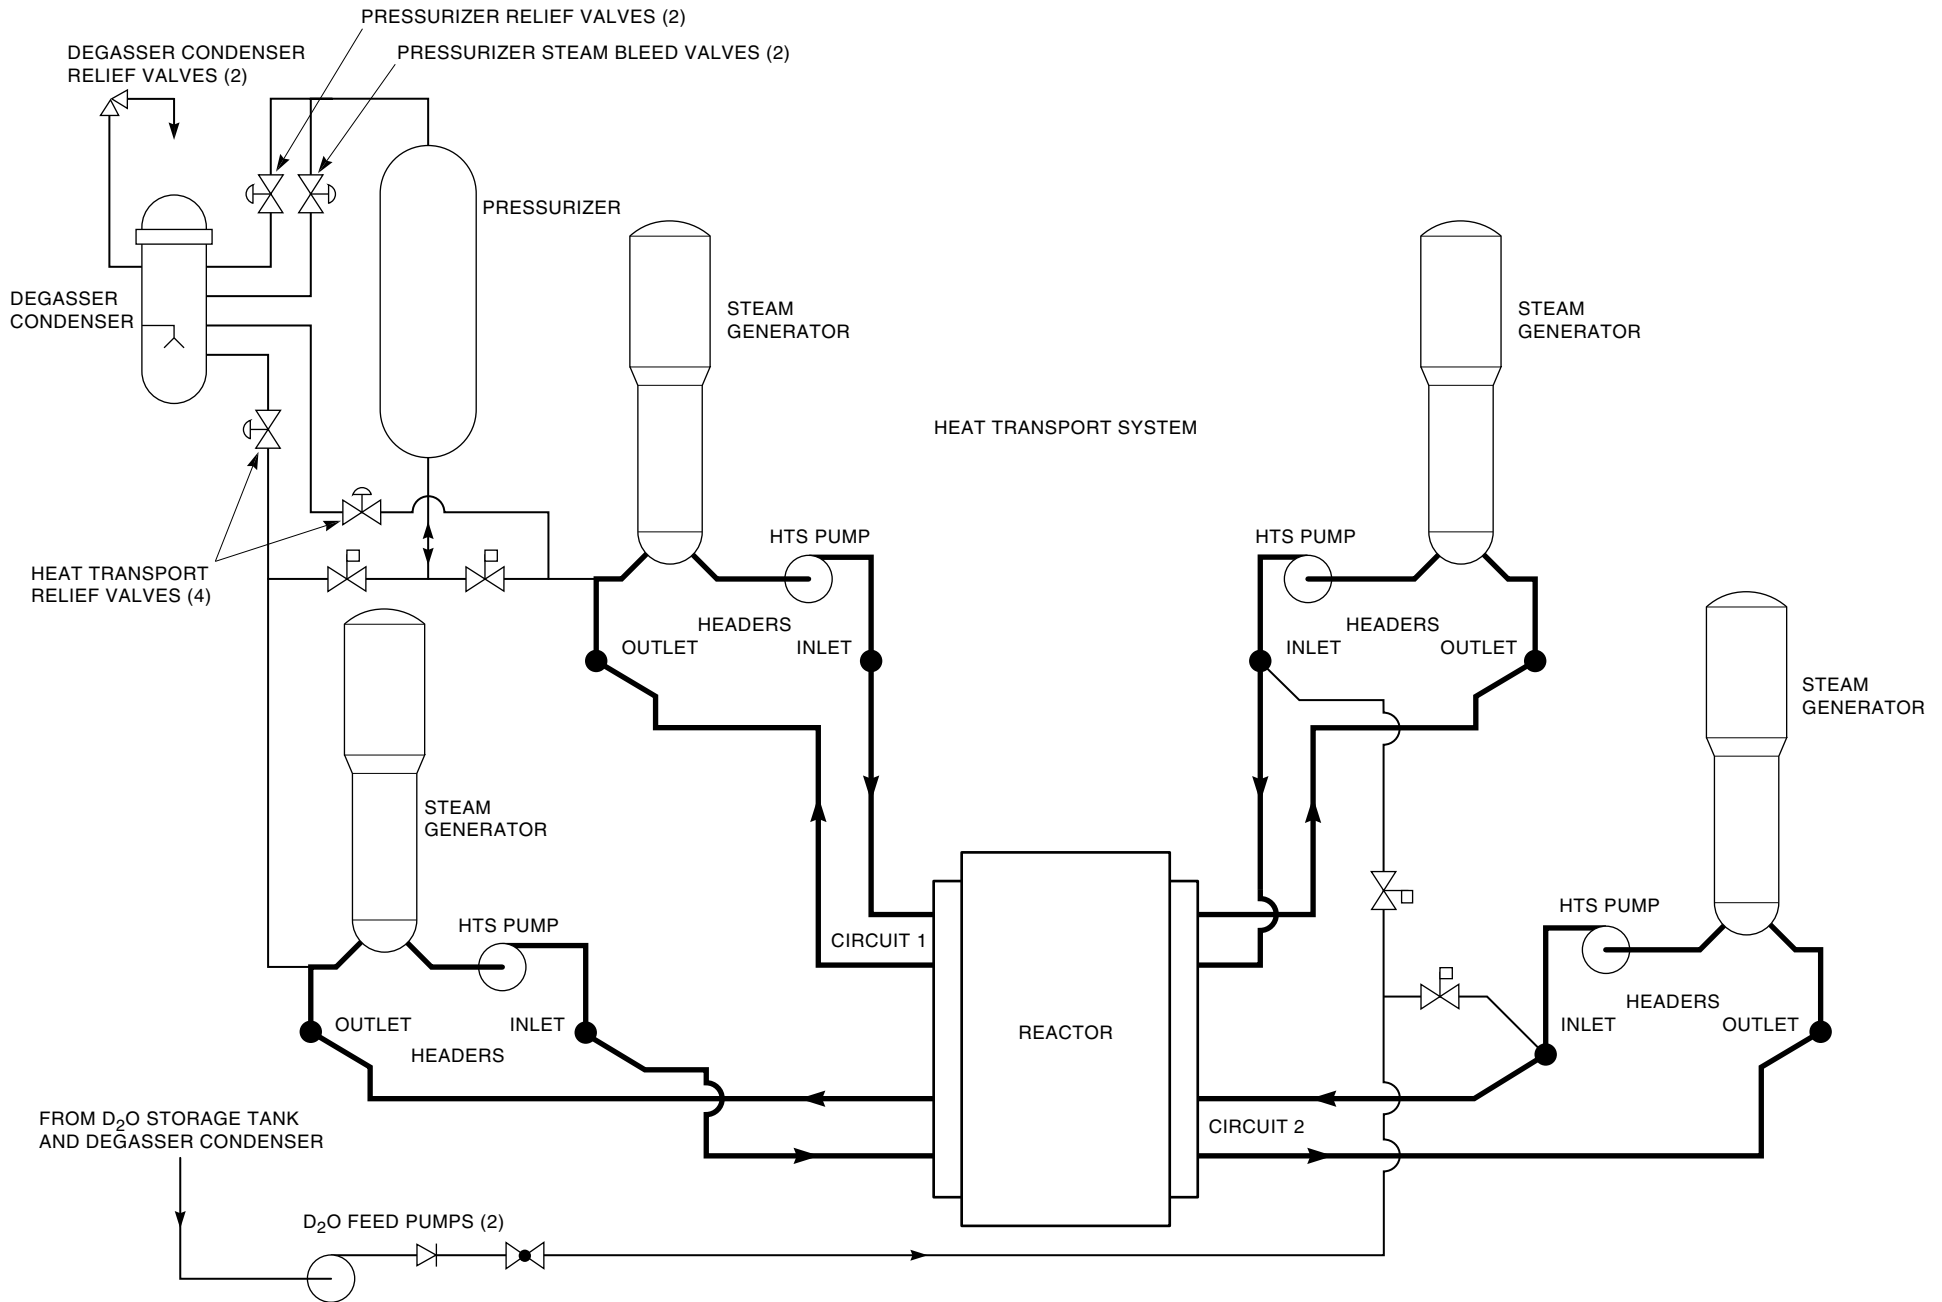 PRESSURIZER RELIEF VALVES (2)
DEGASSER CONDENSER
RELIEF VALVES (2)
PRESSURIZER STEAM BLEED VALVES (2)
PRESSURIZER
DEGASSER
CONDENSER
STEAM
GENERATOR
STEAM
GENERATOR
HEAT TRANSPORT SYSTEM
HTS PUMP
HTS PUMP
HEAT TRANSPORT
RELIEF VALVES (4)
HEADERS
OUTLET
INLET
HEADERS
INLET
OUTLET
STEAM
GENERATOR
STEAM
GENERATOR
HTS PUMP
HTS PUMP
CIRCUIT 1
OUTLET
INLET
HEADERS
REACTOR
HEADERS
INLET
OUTLET
FROM D₂O STORAGE TANK
AND DEGASSER CONDENSER
CIRCUIT 2
D₂O FEED PUMPS (2)